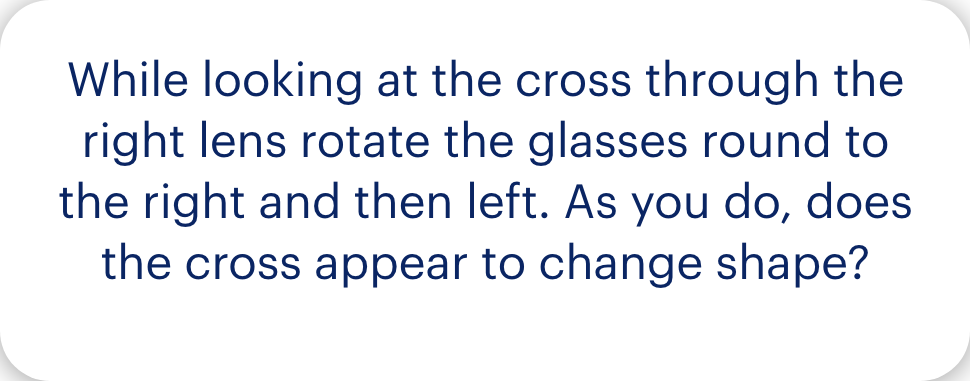 While looking at the cross through the
right lens rotate the glasses round to
the right and then left. As you do, does
the cross appear to change shape?